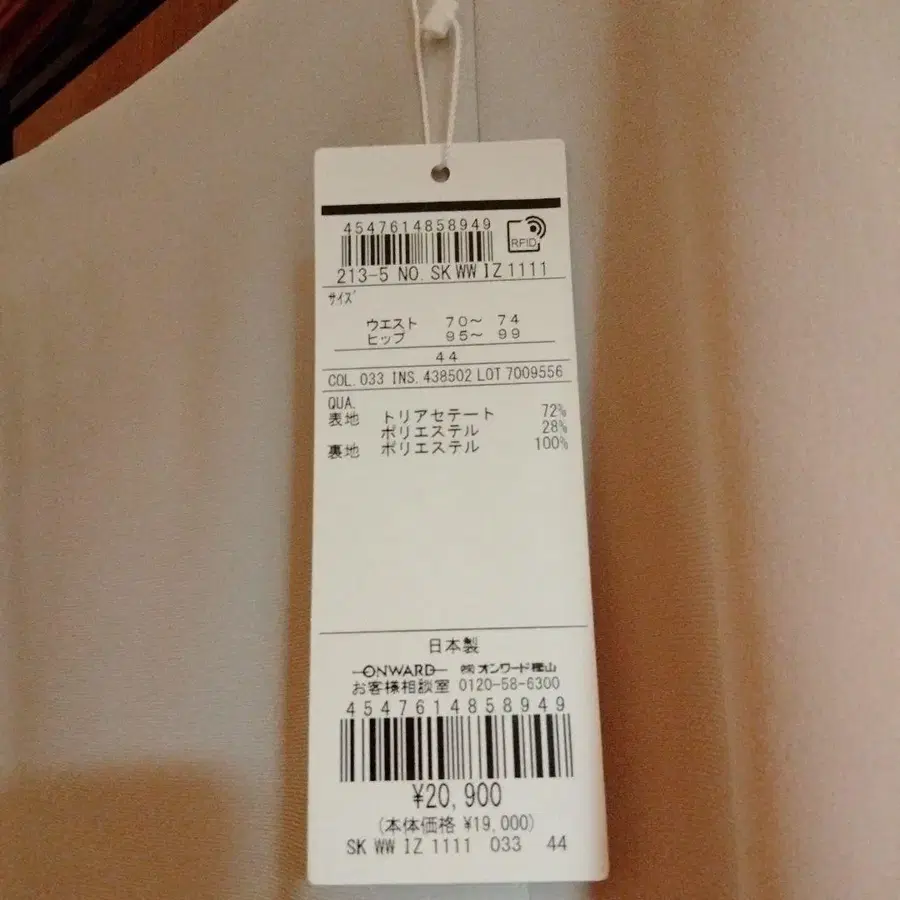 4547614858949
RFID
213-5 NO. SK WW IZ 1111
サイズ
ウエスト 70〜 74
ヒップ 95〜 99
44
COL. 033 INS. 438502 LOT 7009556
QUA.
表地 トリアセテート 72%
ポリエステル 28%
裏地 ポリエステル 100%
日本製
ONWARD ㈱オンワード樫山
お客様相談室 0120-58-6300
4547614858949
¥20,900
(本体価格 ¥19,000)
SK WW IZ 1111 033 44